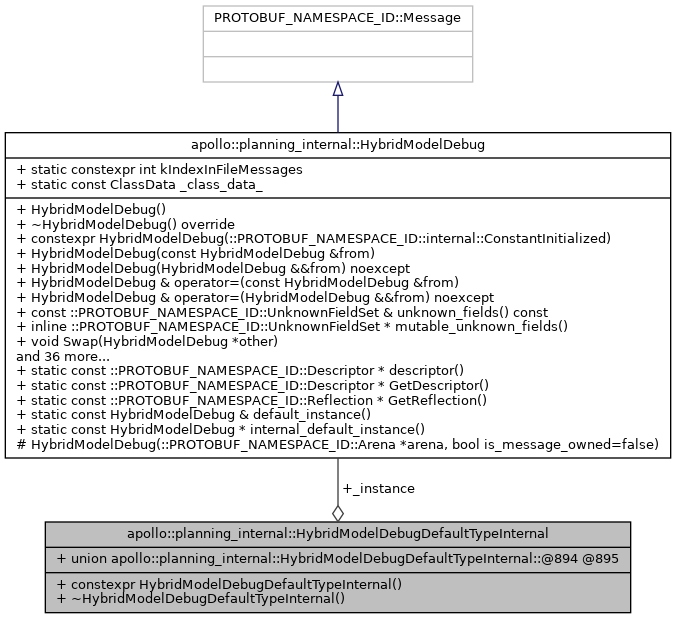 PROTOBUF_NAMESPACE_ID::Message
apollo::planning_internal::HybridModelDebug
+ static constexpr int kIndexInFileMessages
+ static const ClassData _class_data_
+ HybridModelDebug()
+ ~HybridModelDebug() override
+ constexpr HybridModelDebug(::PROTOBUF_NAMESPACE_ID::internal::ConstantInitialized)
+ HybridModelDebug(const HybridModelDebug &from)
+ HybridModelDebug(HybridModelDebug &&from) noexcept
+ HybridModelDebug & operator=(const HybridModelDebug &from)
+ HybridModelDebug & operator=(HybridModelDebug &&from) noexcept
+ const ::PROTOBUF_NAMESPACE_ID::UnknownFieldSet & unknown_fields() const
+ inline ::PROTOBUF_NAMESPACE_ID::UnknownFieldSet * mutable_unknown_fields()
+ void Swap(HybridModelDebug *other)
and 36 more...
+ static const ::PROTOBUF_NAMESPACE_ID::Descriptor * descriptor()
+ static const ::PROTOBUF_NAMESPACE_ID::Descriptor * GetDescriptor()
+ static const ::PROTOBUF_NAMESPACE_ID::Reflection * GetReflection()
+ static const HybridModelDebug & default_instance()
+ static const HybridModelDebug * internal_default_instance()
# HybridModelDebug(::PROTOBUF_NAMESPACE_ID::Arena *arena, bool is_message_owned=false)
+_instance
apollo::planning_internal::HybridModelDebugDefaultTypeInternal
+ union apollo::planning_internal::HybridModelDebugDefaultTypeInternal::@894 @895
+ constexpr HybridModelDebugDefaultTypeInternal()
+ ~HybridModelDebugDefaultTypeInternal()